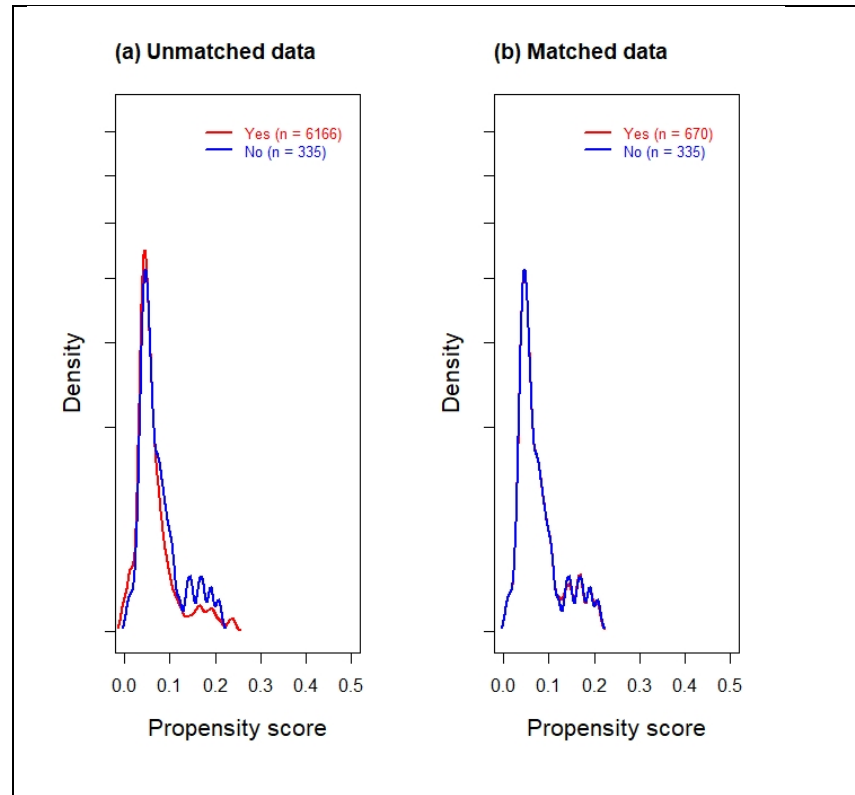 (a) Unmatched data
Yes (n = 6166)
No (n = 335)
Density
0.0 0.1 0.2 0.3 0.4 0.5
Propensity score
(b) Matched data
Yes (n = 670)
No (n = 335)
Density
0.0 0.1 0.2 0.3 0.4 0.5
Propensity score